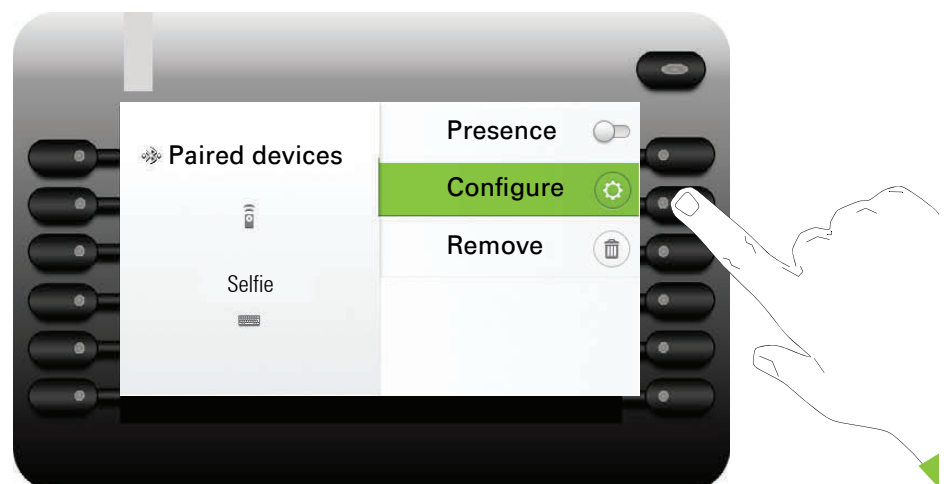 Paired devices
Selfie
Presence
Configure
Remove